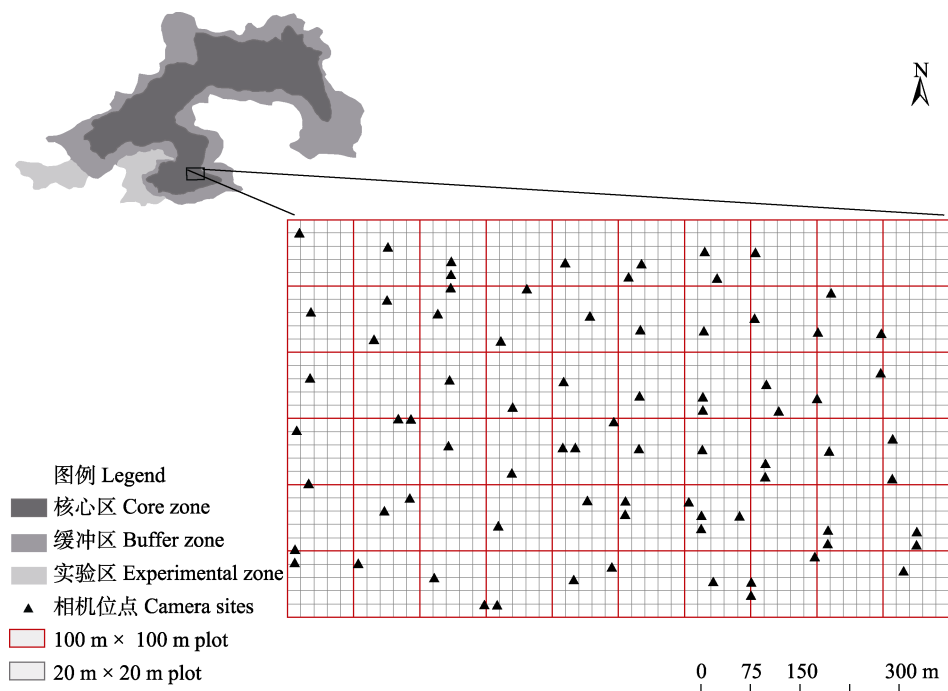 N
图例 Legend
核心区 Core zone
缓冲区 Buffer zone
实验区 Experimental zone
相机位点 Camera sites
100 m × 100 m plot
20 m × 20 m plot
0 75 150 300 m